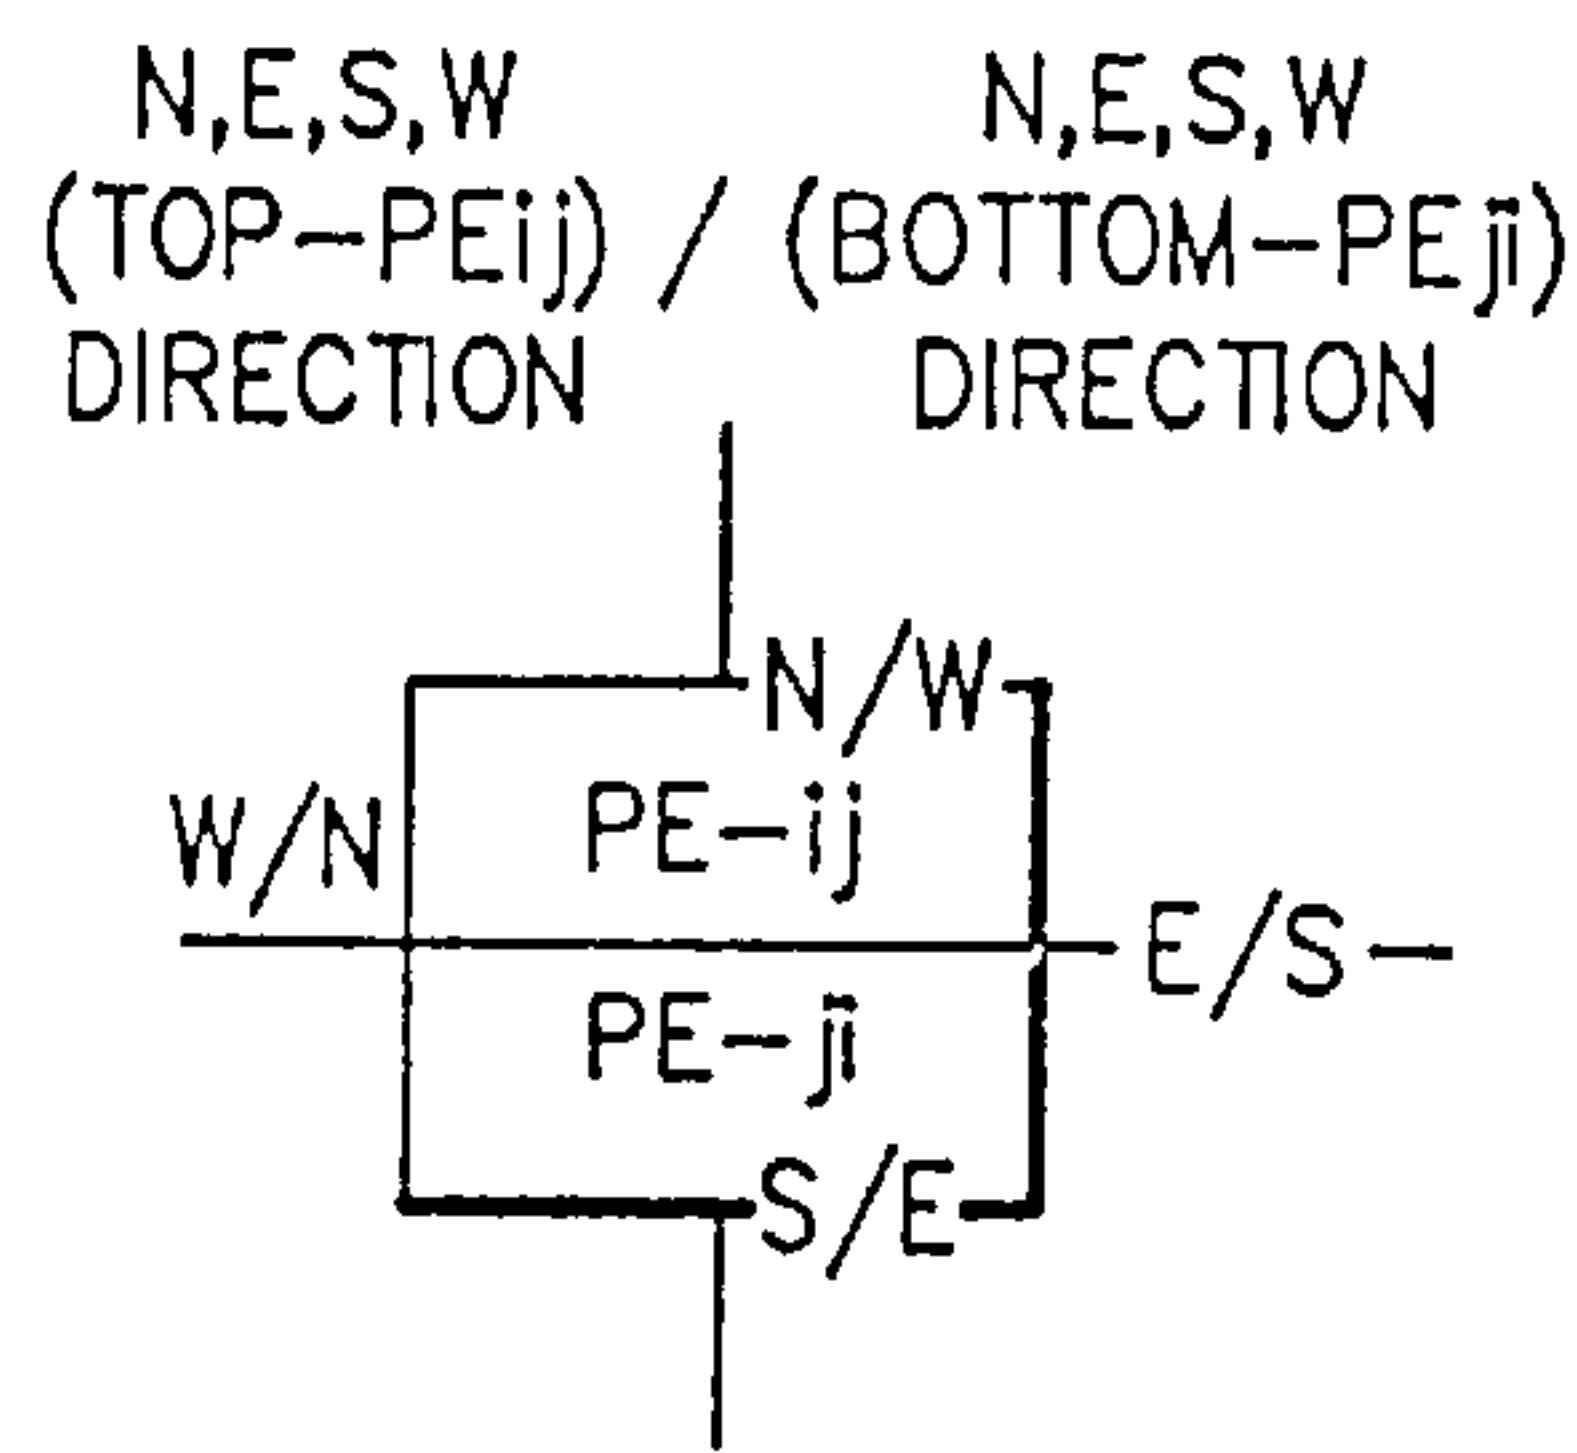 N,E,S,W N,E,S,W
(TOP-PEij) / (BOTTOM-PEji)
DIRECTION DIRECTION
N/W
PE-ij
W/N
E/S
PE-ji
S/E